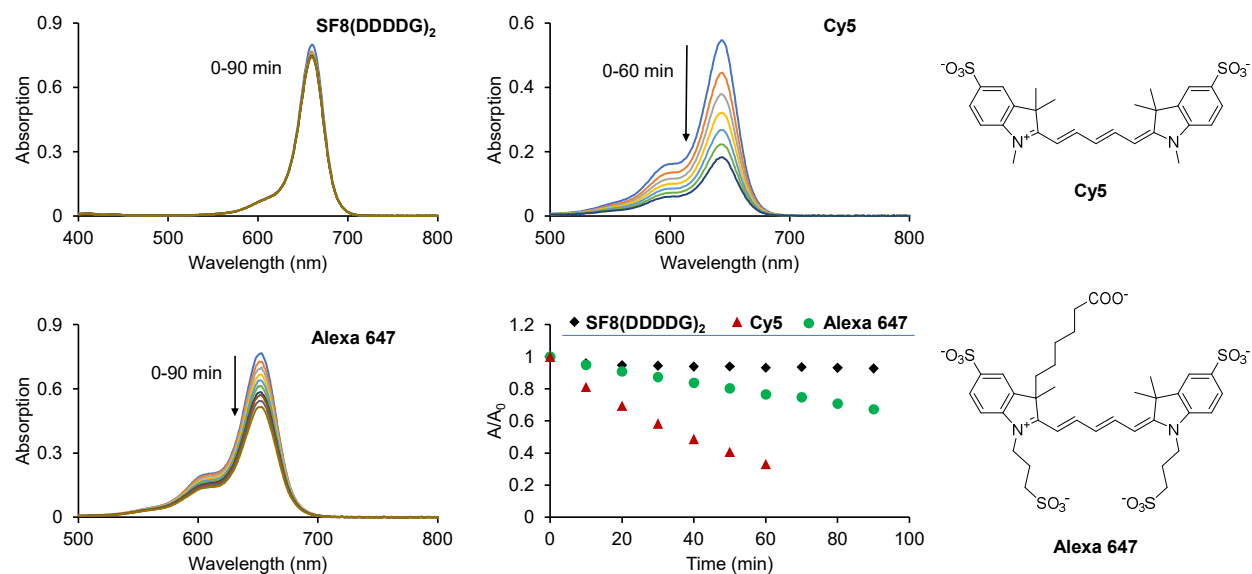 SF8(DDDDG)₂
0-90 min
Absorption
0.9
0.6
0.3
0
400
500
600
700
800
Wavelength (nm)
Cy5
0-60 min
Absorption
0.6
0.4
0.2
0
500
600
700
800
Wavelength (nm)
⁻O₃S
SO₃⁻
N⁺
N
Cy5
Alexa 647
0-90 min
Absorption
0.9
0.6
0.3
0
500
600
700
800
Wavelength (nm)
SF8(DDDDG)₂ Cy5 Alexa 647
A/A₀
1.2
1
0.8
0.6
0.4
0.2
0
0
20
40
60
80
100
Time (min)
COO⁻
⁻O₃S
SO₃⁻
N⁺
N
SO₃⁻
⁻O₃S
Alexa 647